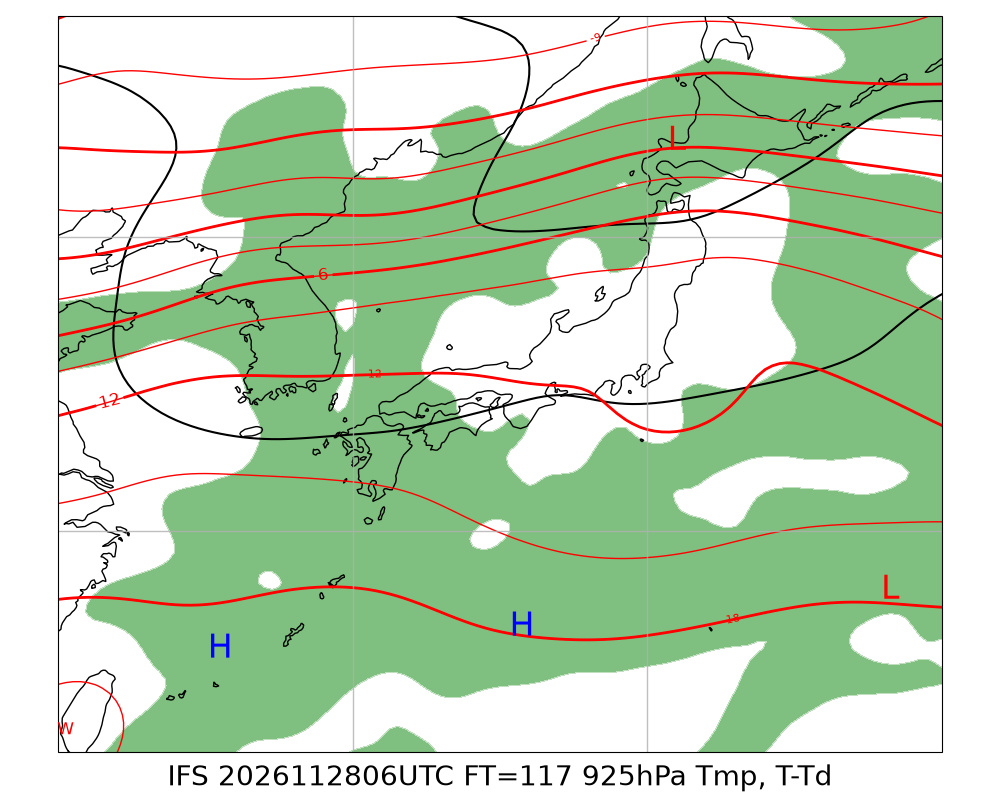 -9
L
6
12
-12
L
H
18
H
W
IFS 2026112806UTC FT=117 925hPa Tmp, T-Td